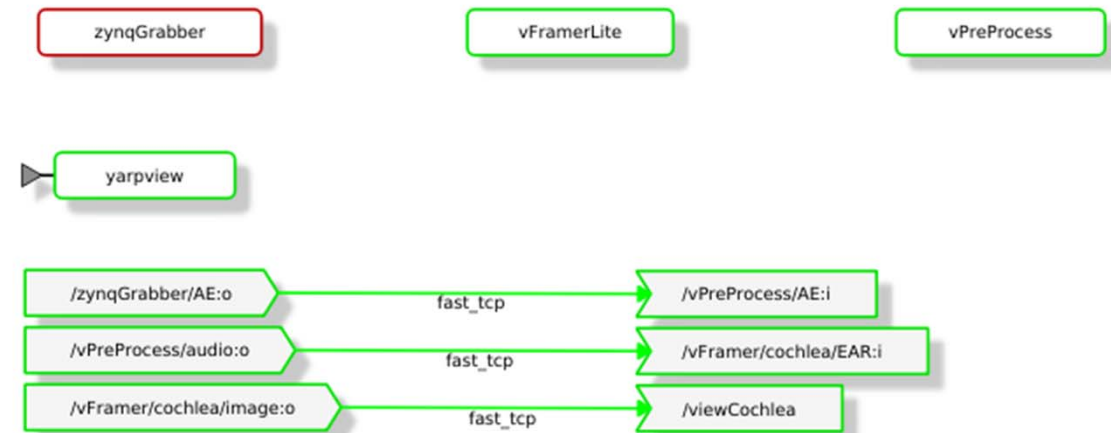 zynqGrabber
vFramerLite
vPreProcess
yarpview
/zynqGrabber/AE:o
fast_tcp
/vPreProcess/AE:i
/vPreProcess/audio:o
fast_tcp
/vFramer/cochlea/EAR:i
/vFramer/cochlea/image:o
fast_tcp
/viewCochlea